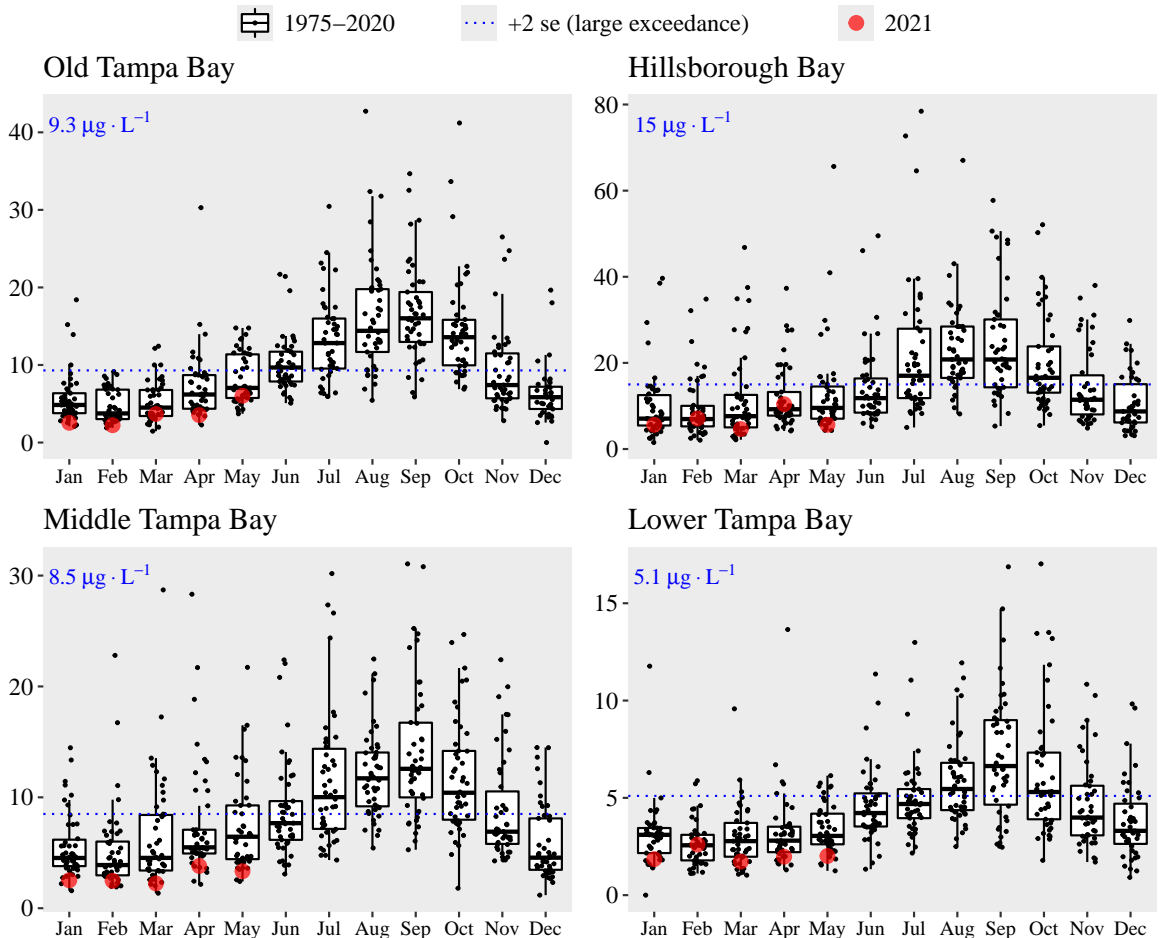 1975–2020 +2 se (large exceedance) 2021
Old Tampa Bay
9.3 μg · L⁻¹
40
30
20
10
0
Jan Feb Mar Apr May Jun Jul Aug Sep Oct Nov Dec
Hillsborough Bay
15 μg · L⁻¹
80
60
40
20
0
Jan Feb Mar Apr May Jun Jul Aug Sep Oct Nov Dec
Middle Tampa Bay
8.5 μg · L⁻¹
30
20
10
0
Jan Feb Mar Apr May Jun Jul Aug Sep Oct Nov Dec
Lower Tampa Bay
5.1 μg · L⁻¹
15
10
5
0
Jan Feb Mar Apr May Jun Jul Aug Sep Oct Nov Dec